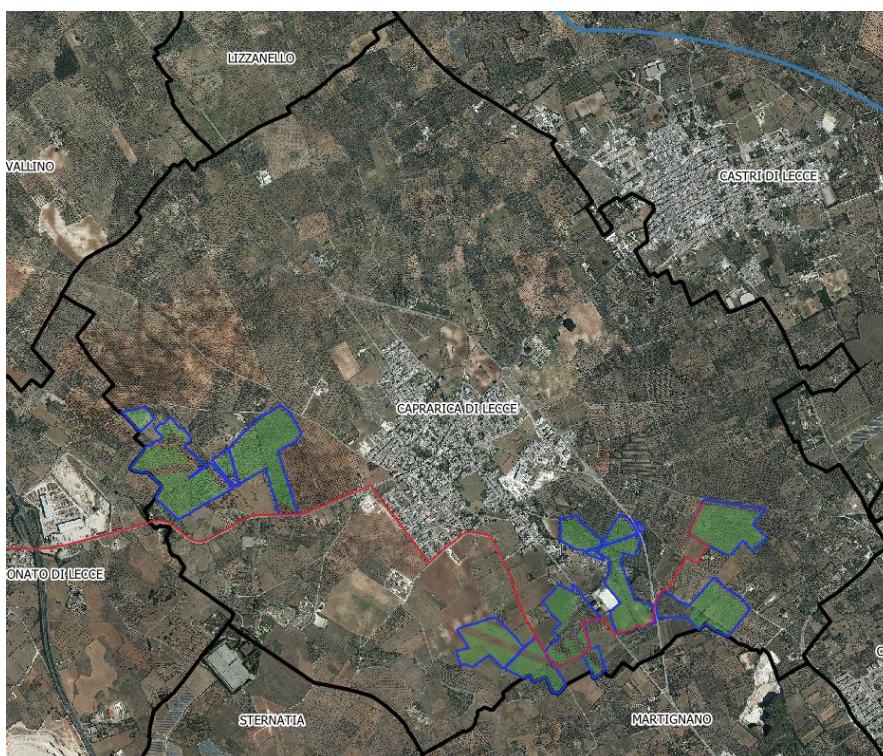 LIZZANELLO
VALLINO
CASTRI DI LECCE
CAPRARICA DI LECCE
ONATO DI LECCE
STERNATIA
MARTIGNANO
C